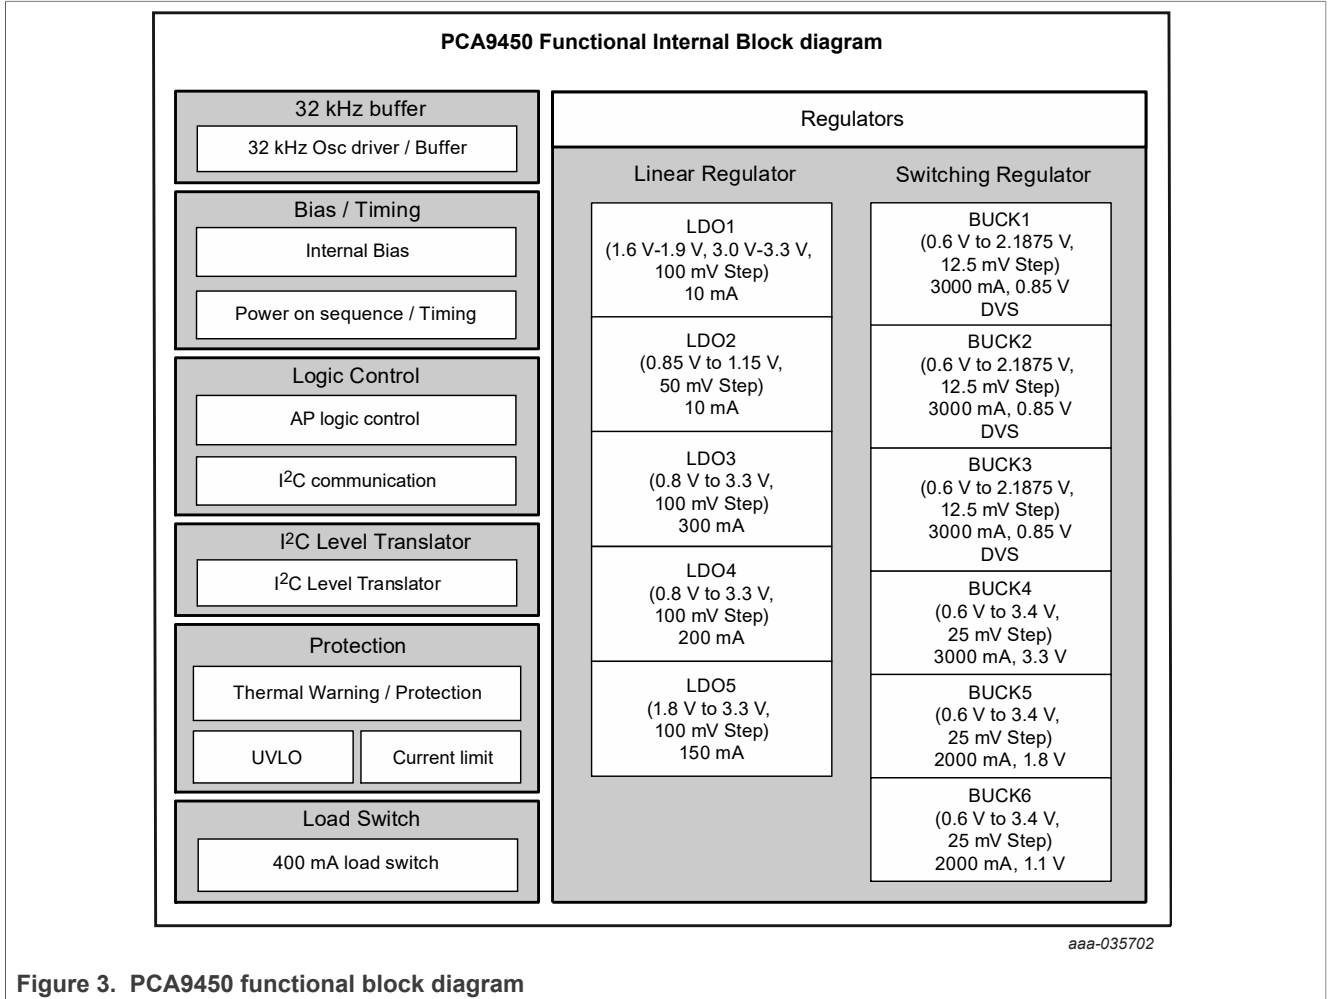 PCA9450 Functional Internal Block diagram
32 kHz buffer
32 kHz Osc driver / Buffer
Bias / Timing
Internal Bias
Power on sequence / Timing
Logic Control
AP logic control
I2C communication
I2C Level Translator
I2C Level Translator
Protection
Thermal Warning / Protection
UVLO
Current limit
Load Switch
400 mA load switch
Regulators
Linear Regulator
LDO1
(1.6 V-1.9 V, 3.0 V-3.3 V,
100 mV Step)
10 mA
LDO2
(0.85 V to 1.15 V,
50 mV Step)
10 mA
LDO3
(0.8 V to 3.3 V,
100 mV Step)
300 mA
LDO4
(0.8 V to 3.3 V,
100 mV Step)
200 mA
LDO5
(1.8 V to 3.3 V,
100 mV Step)
150 mA
Switching Regulator
BUCK1
(0.6 V to 2.1875 V,
12.5 mV Step)
3000 mA, 0.85 V
DVS
BUCK2
(0.6 V to 2.1875 V,
12.5 mV Step)
3000 mA, 0.85 V
DVS
BUCK3
(0.6 V to 2.1875 V,
12.5 mV Step)
3000 mA, 0.85 V
DVS
BUCK4
(0.6 V to 3.4 V,
25 mV Step)
3000 mA, 3.3 V
BUCK5
(0.6 V to 3.4 V,
25 mV Step)
2000 mA, 1.8 V
BUCK6
(0.6 V to 3.4 V,
25 mV Step)
2000 mA, 1.1 V
aaa-035702
Figure 3. PCA9450 functional block diagram